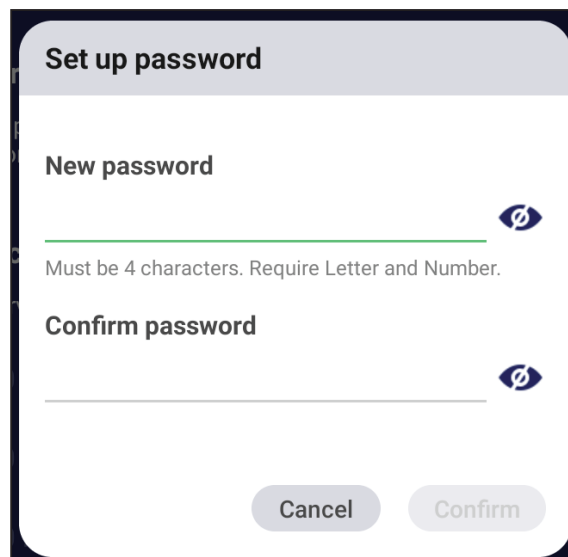 Set up password
New password
Must be 4 characters. Require Letter and Number.
Confirm password
Cancel
Confirm